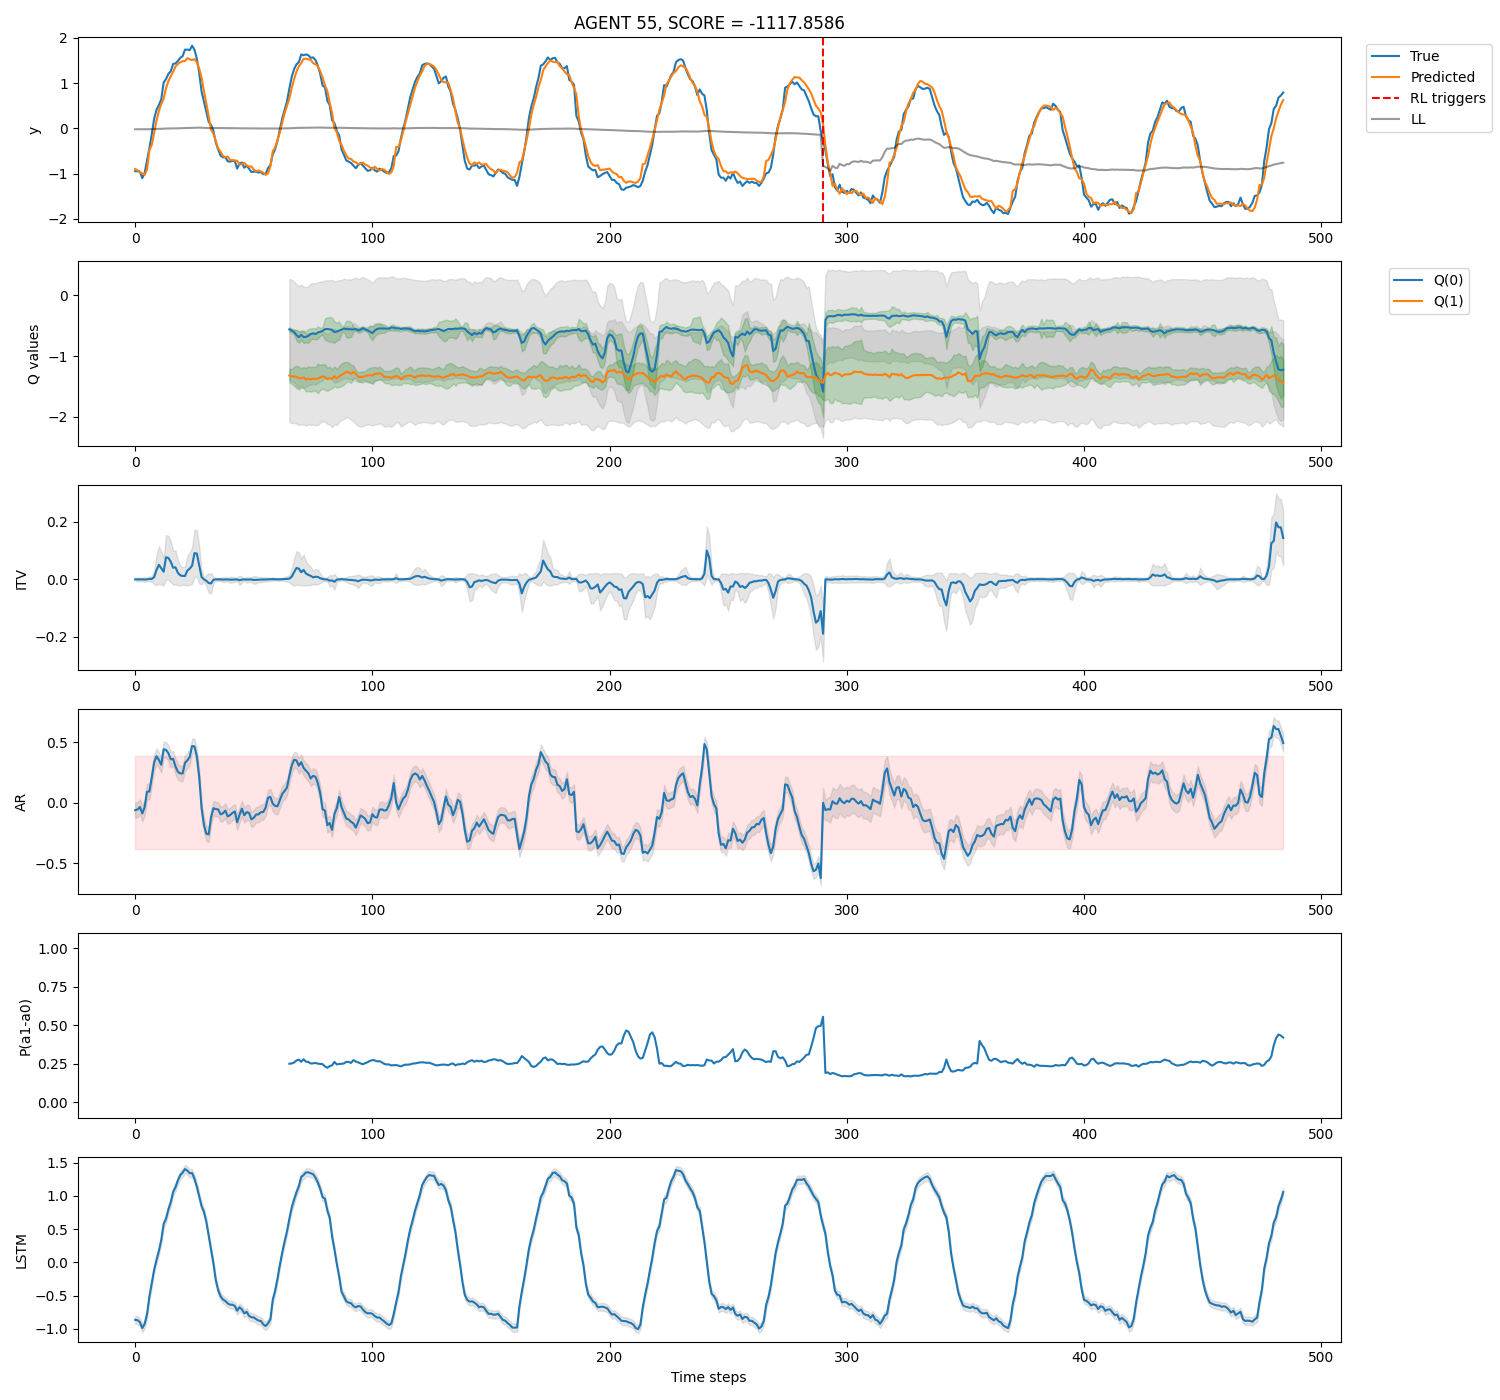 AGENT 55, SCORE = -1117.8586
y
2
1
0
−1
−2
0 100 200 300 400 500
True
Predicted
RL triggers
LL
Q values
0
−1
−2
0 100 200 300 400 500
Q(0)
Q(1)
ITV
0.2
0.0
−0.2
0 100 200 300 400 500
AR
0.5
0.0
−0.5
0 100 200 300 400 500
P(a1-a0)
1.00
0.75
0.50
0.25
0.00
0 100 200 300 400 500
LSTM
1.5
1.0
0.5
0.0
−0.5
−1.0
0 100 200 300 400 500
Time steps